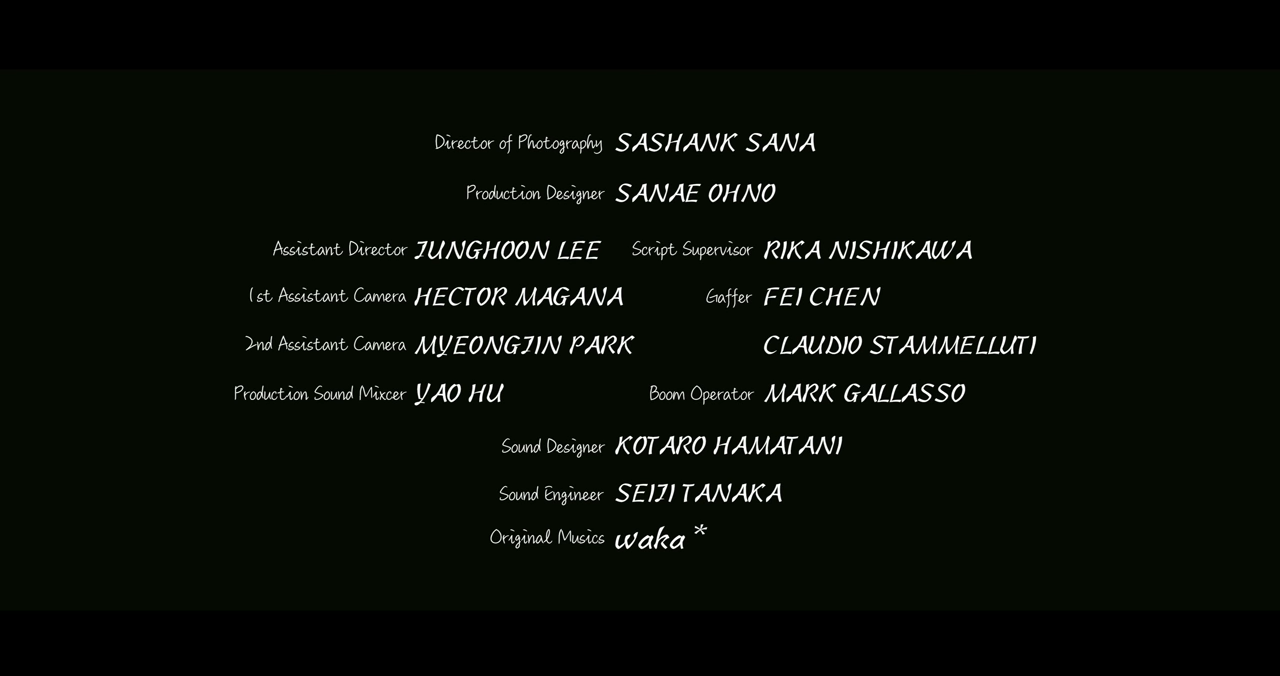 Director of Photography SASHANK SANA
Production Designer SANAE OHNO
Assistant Director JUNGHOON LEE Script Supervisor RIKA NISHIKAWA
1st Assistant Camera HECTOR MAGANA Gaffer FEI CHEN
2nd Assistant Camera MYEONGJIN PARK CLAUDIO STAMMELLUTI
Production Sound Mixcer YAO HU Boom Operator MARK GALLASSO
Sound Designer KOTARO HAMATANI
Sound Engineer SEIJI TANAKA
Original Musics waka *